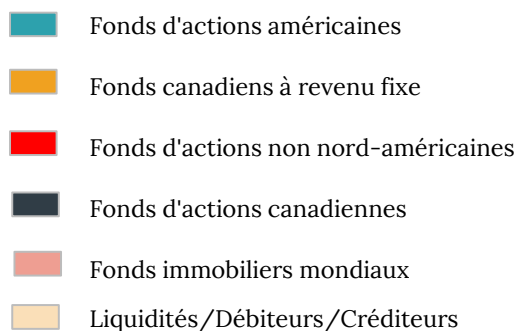 Fonds d'actions américaines
Fonds canadiens à revenu fixe
Fonds d'actions non nord-américaines
Fonds d'actions canadiennes
Fonds immobiliers mondiaux
Liquidités/Débiteurs/Créditeurs